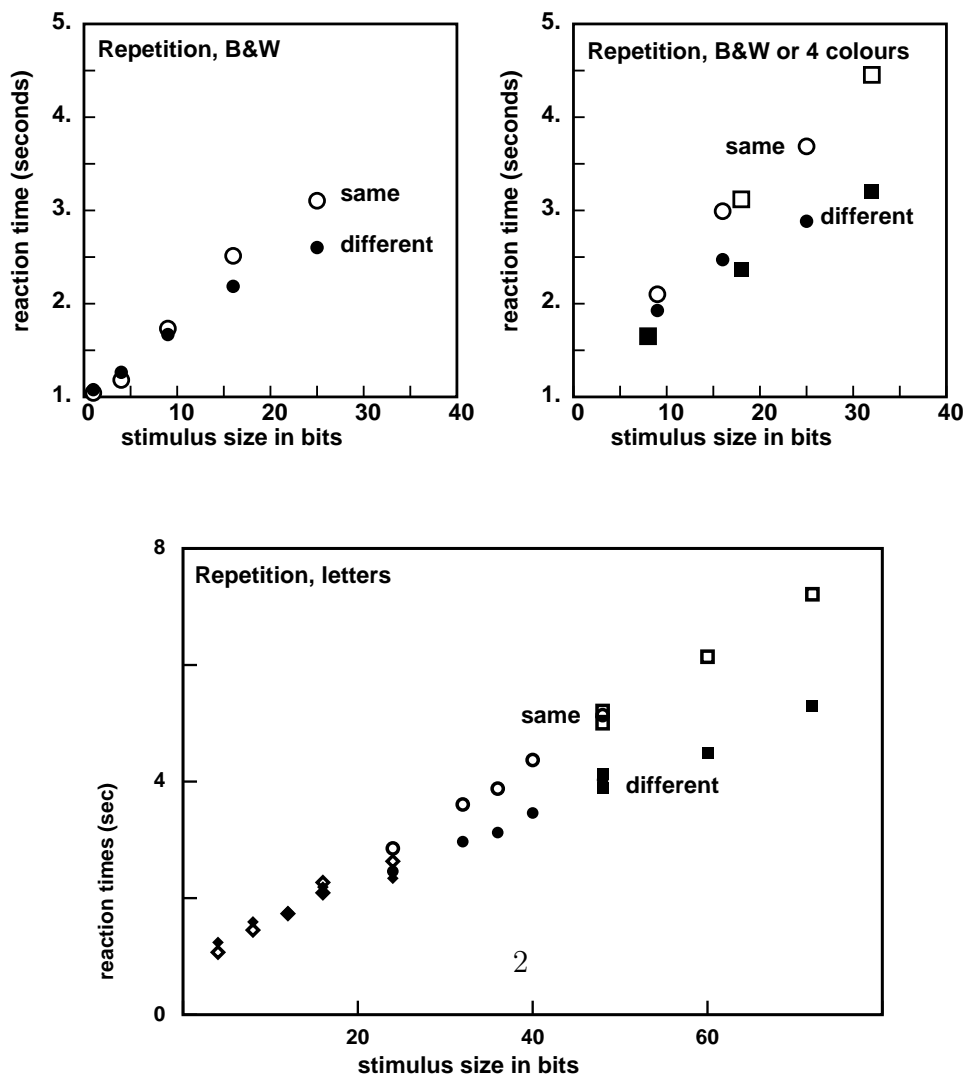 Repetition, B&W
5.
4.
3.
2.
1.
reaction time (seconds)
same
different
0 10 20 30 40
stimulus size in bits
Repetition, B&W or 4 colours
5.
4.
3.
2.
1.
reaction time (seconds)
same
different
0 10 20 30 40
stimulus size in bits
Repetition, letters
8
4
0
reaction times (sec)
same
different
2
20 40 60
stimulus size in bits